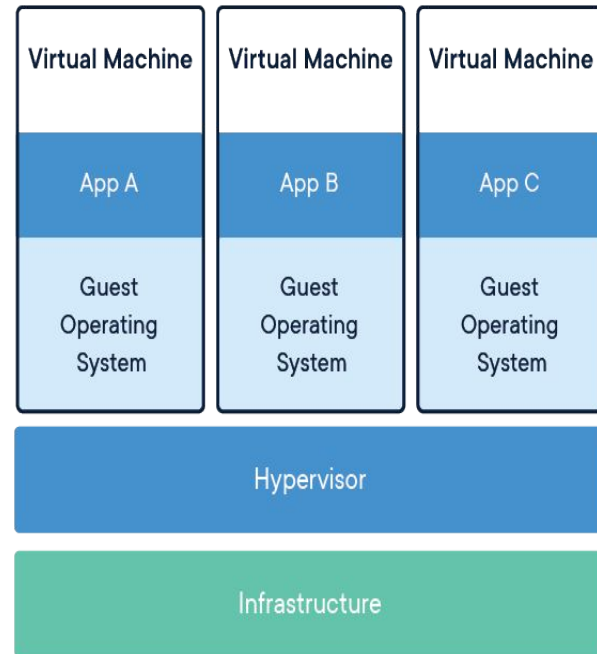 Virtual Machine
Virtual Machine
Virtual Machine
App A
App B
App C
Guest
Operating
System
Guest
Operating
System
Guest
Operating
System
Hypervisor
Infrastructure